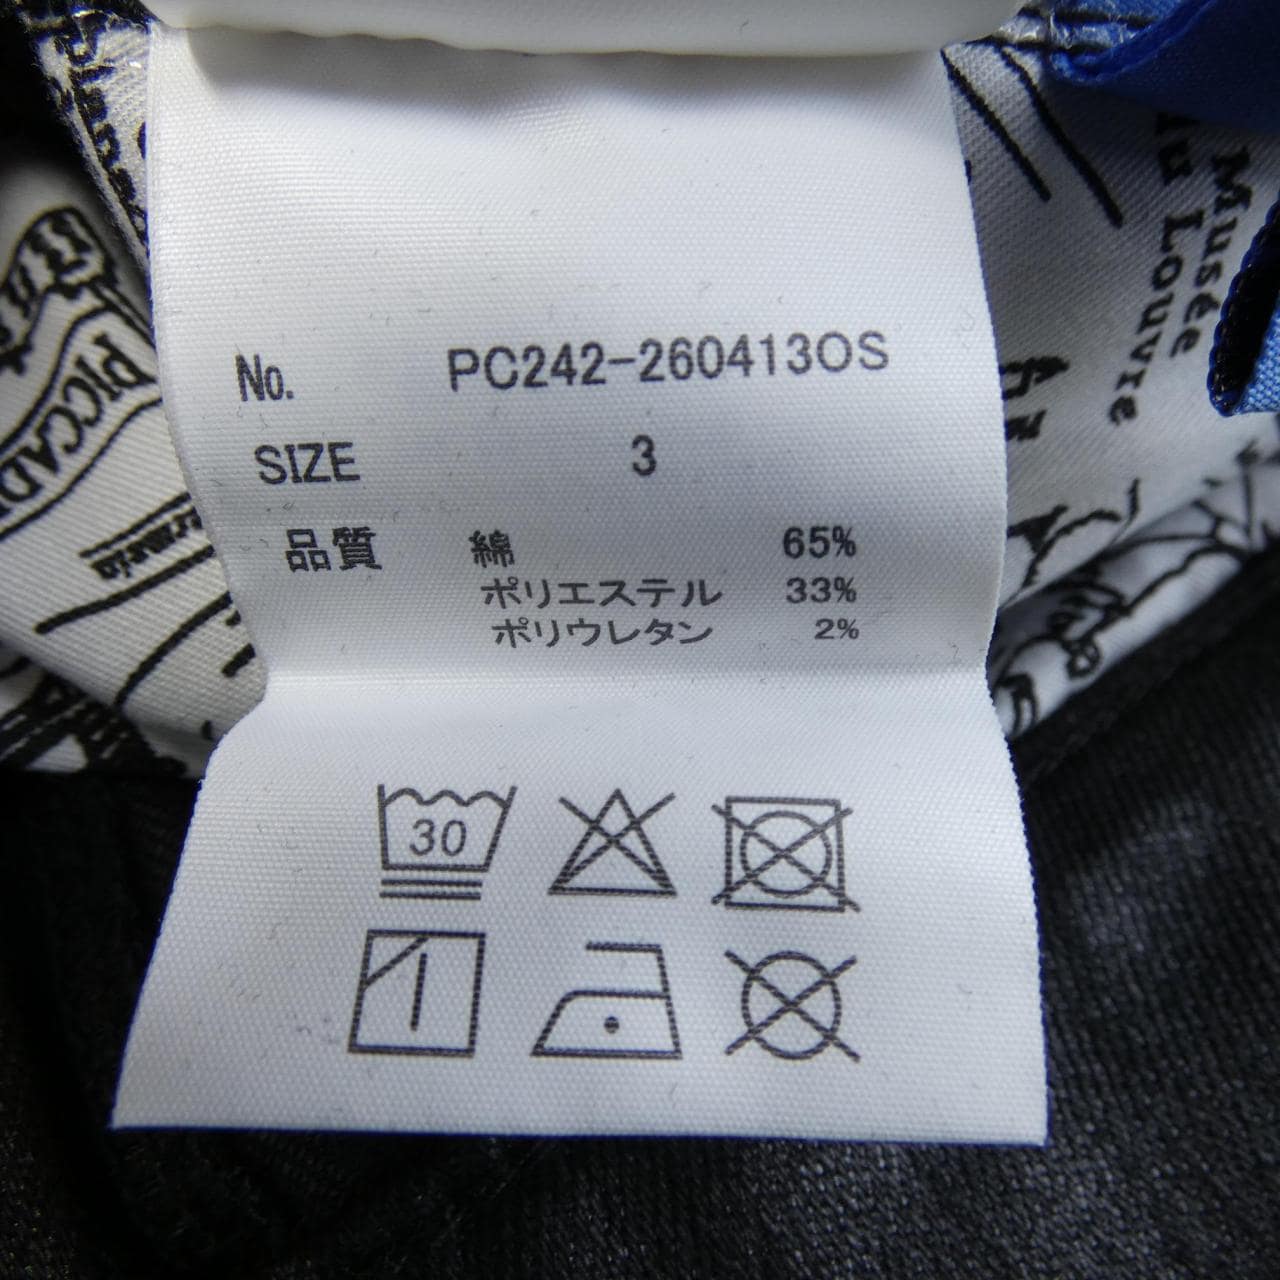 No. PC242-2604130S
SIZE 3
品質 綿 65%
ポリエステル 33%
ポリウレタン 2%
30
Musée
du Louvre
PICCADI